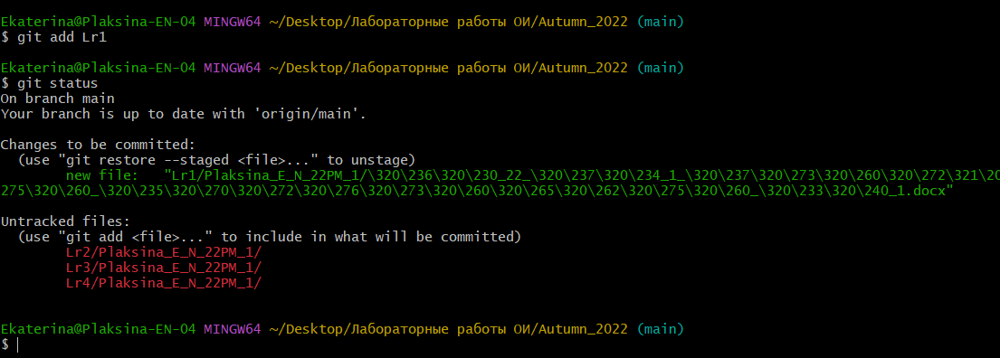 Ekaterina@Plaksina-EN-04 MINGW64 ~/Desktop/Лабораторные работы ОИ/Autumn_2022 (main)
$ git add Lr1
Ekaterina@Plaksina-EN-04 MINGW64 ~/Desktop/Лабораторные работы ОИ/Autumn_2022 (main)
$ git status
On branch main
Your branch is up to date with 'origin/main'.
Changes to be committed:
(use "git restore --staged <file>..." to unstage)
new file:   "Lr1/Plaksina_E_N_22PM_1/\320\236\320\230_22_\320\237\320\234_1_\320\237\320\273\320\260\320\272\321\20
275\320\260_\320\235\320\270\320\272\320\276\320\273\320\260\320\265\320\262\320\275\320\260_\320\233\320\240_1.docx"
Untracked files:
(use "git add <file>..." to include in what will be committed)
Lr2/Plaksina_E_N_22PM_1/
Lr3/Plaksina_E_N_22PM_1/
Lr4/Plaksina_E_N_22PM_1/
Ekaterina@Plaksina-EN-04 MINGW64 ~/Desktop/Лабораторные работы ОИ/Autumn_2022 (main)
$